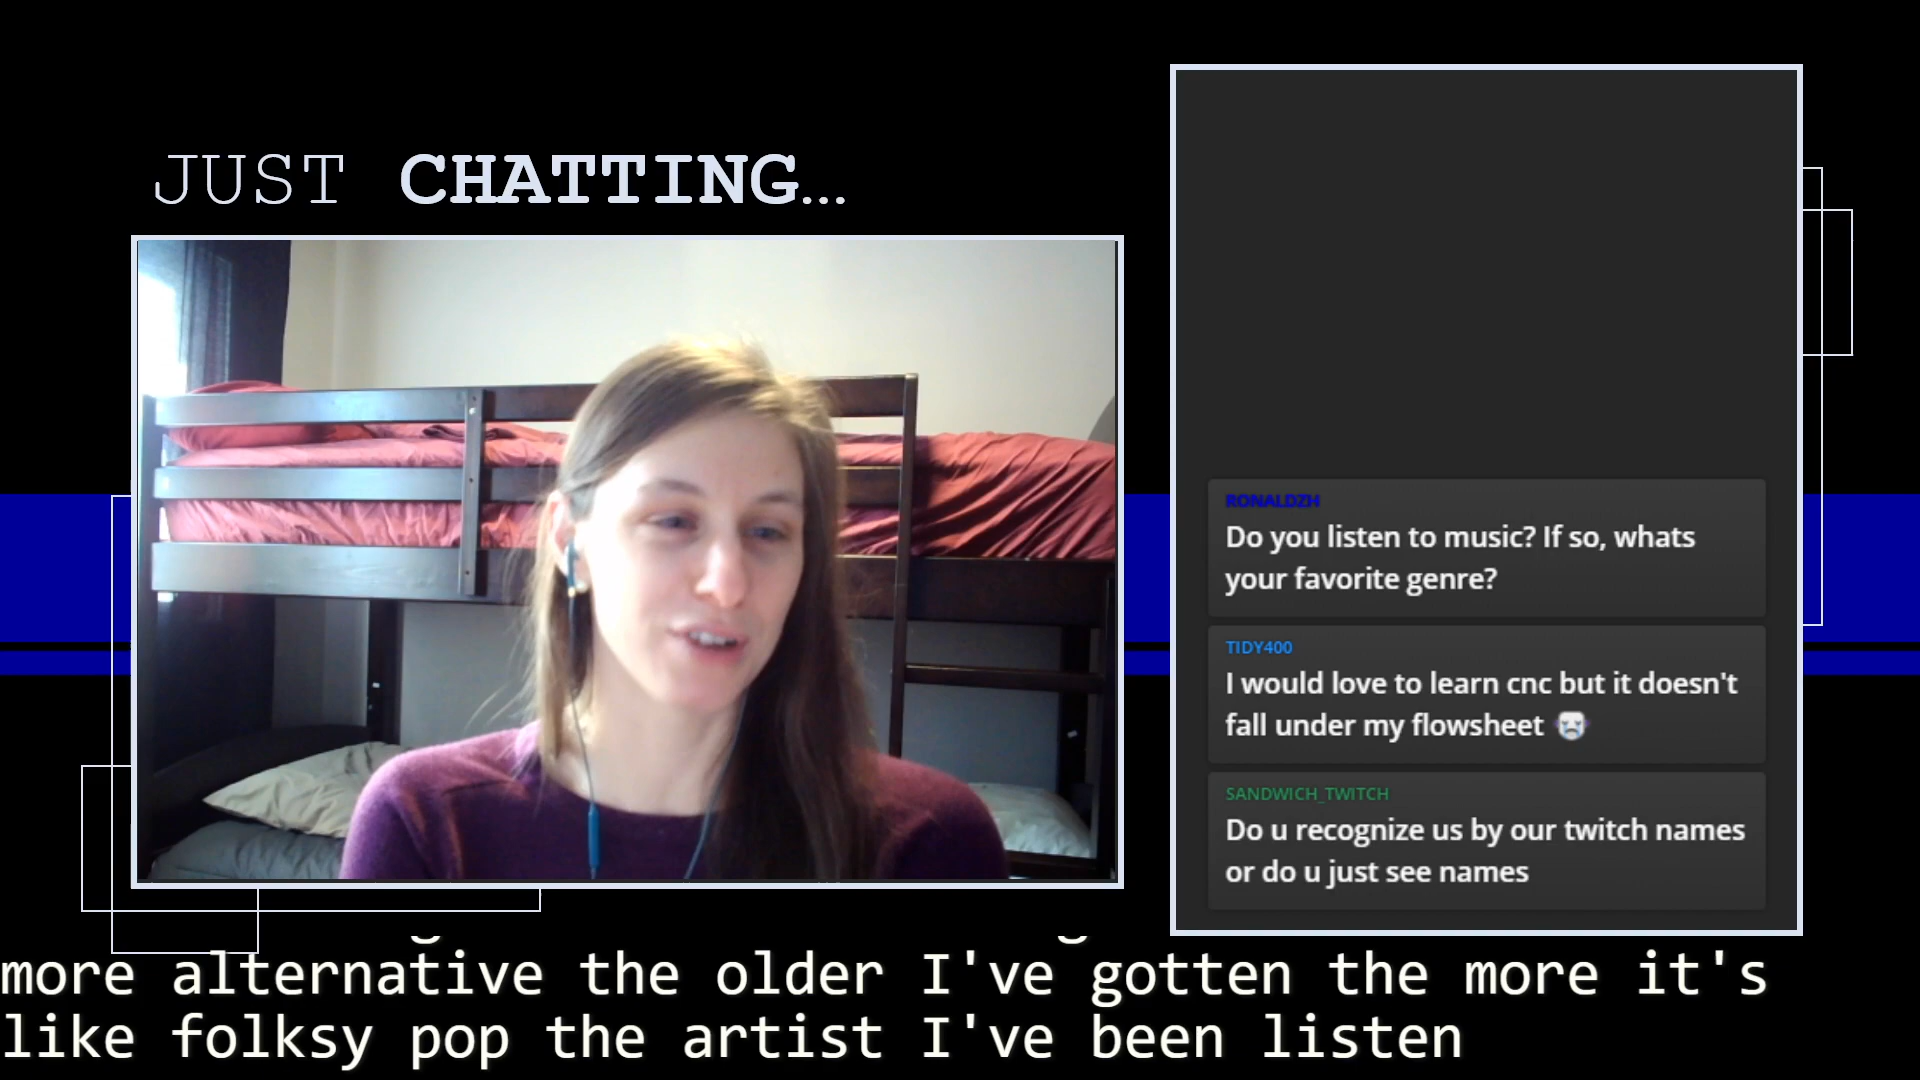 JUST CHATTING...
RONALDZH
Do you listen to music? If so, whats
your favorite genre?
TIDY400
I would love to learn cnc but it doesn't
fall under my flowsheet 😭
SANDWICH_TWITCH
Do u recognize us by our twitch names
or do u just see names
more alternative the older I've gotten the more it's
like folksy pop the artist I've been listen